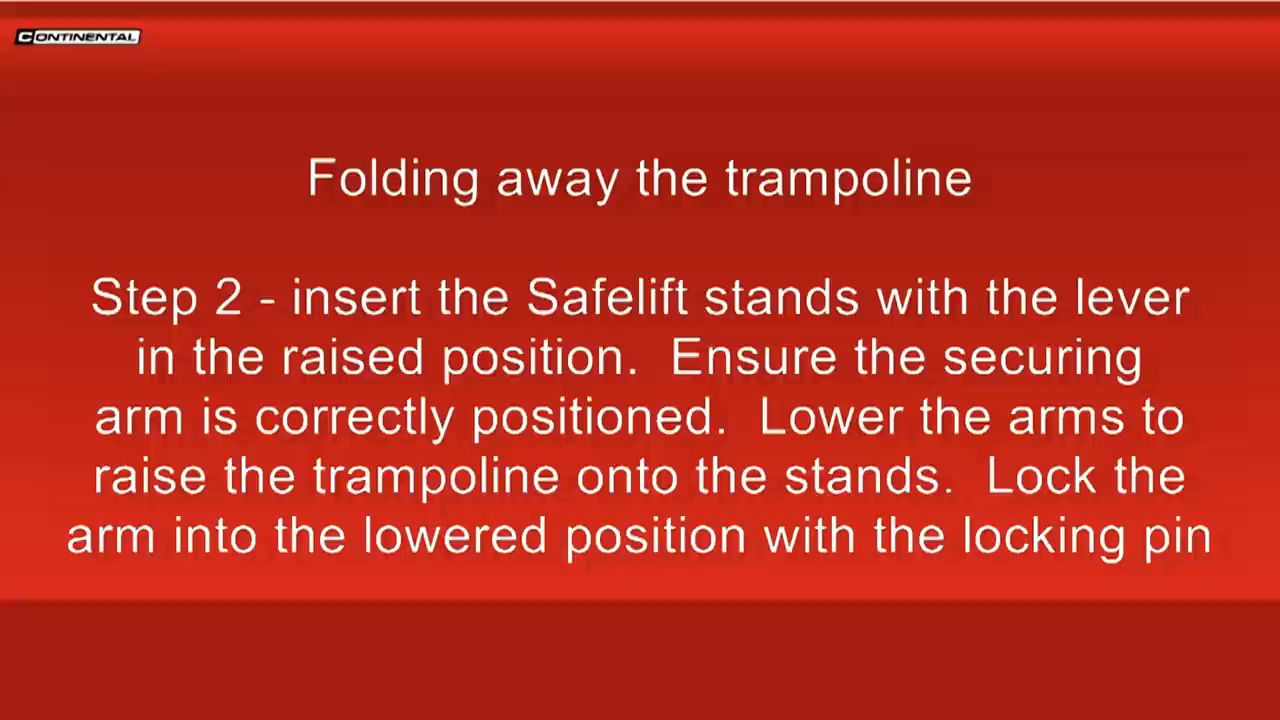 CONTINENTAL
Folding away the trampoline
Step 2 - insert the Safelift stands with the lever
in the raised position.  Ensure the securing
arm is correctly positioned.  Lower the arms to
raise the trampoline onto the stands.  Lock the
arm into the lowered position with the locking pin